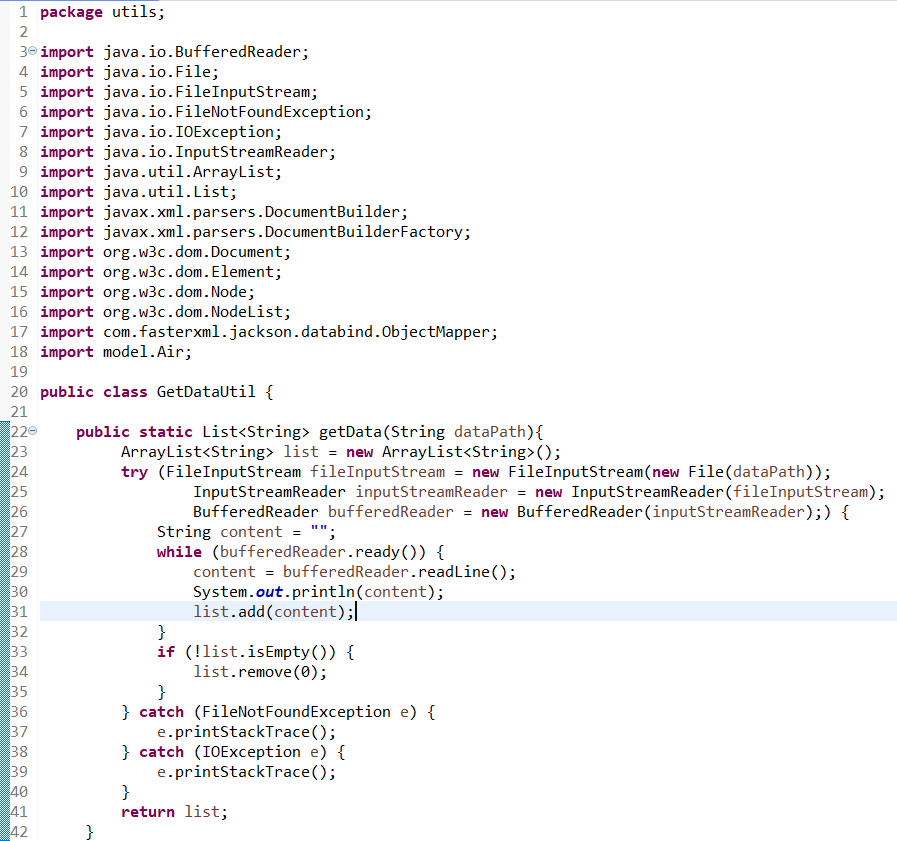 1 package utils;
2
3 import java.io.BufferedReader;
4 import java.io.File;
5 import java.io.FileInputStream;
6 import java.io.FileNotFoundException;
7 import java.io.IOException;
8 import java.io.InputStreamReader;
9 import java.util.ArrayList;
10 import java.util.List;
11 import javax.xml.parsers.DocumentBuilder;
12 import javax.xml.parsers.DocumentBuilderFactory;
13 import org.w3c.dom.Document;
14 import org.w3c.dom.Element;
15 import org.w3c.dom.Node;
16 import org.w3c.dom.NodeList;
17 import com.fasterxml.jackson.databind.ObjectMapper;
18 import model.Air;
19
20 public class GetDataUtil {
21
22     public static List<String> getData(String dataPath){
23         ArrayList<String> list = new ArrayList<String>();
24         try (FileInputStream fileInputStream = new FileInputStream(new File(dataPath));
25                 InputStreamReader inputStreamReader = new InputStreamReader(fileInputStream);
26                 BufferedReader bufferedReader = new BufferedReader(inputStreamReader);) {
27             String content = "";
28             while (bufferedReader.ready()) {
29                 content = bufferedReader.readLine();
30                 System.out.println(content);
31                 list.add(content);
32             }
33             if (!list.isEmpty()) {
34                 list.remove(0);
35             }
36         } catch (FileNotFoundException e) {
37             e.printStackTrace();
38         } catch (IOException e) {
39             e.printStackTrace();
40         }
41         return list;
42     }